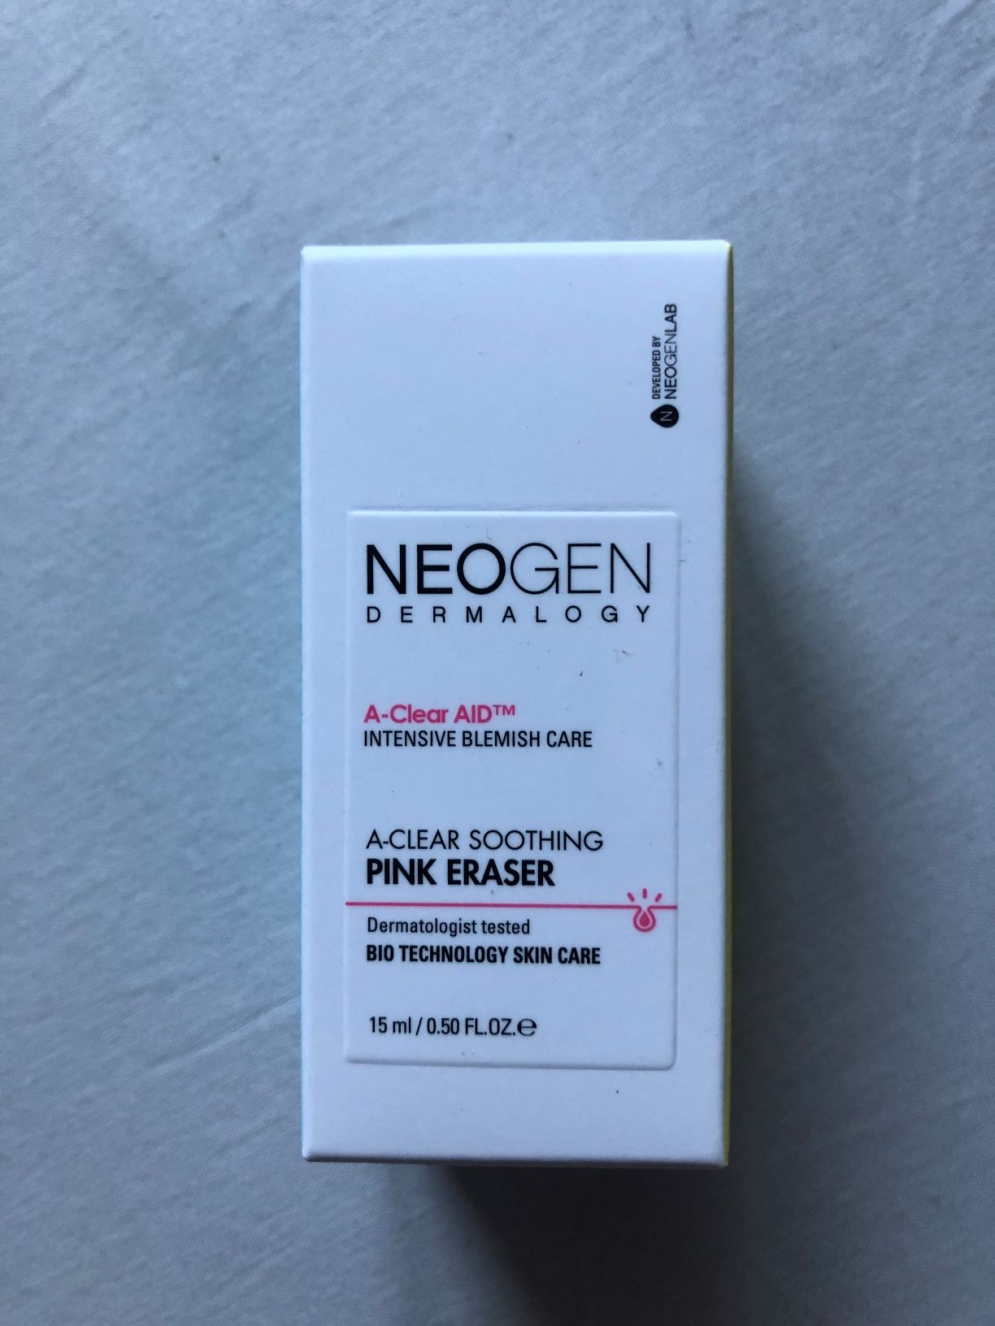 DEVELOPED BY
NEOGENLAB
N
NEOGEN
DERMALOGY
A-Clear AID™
INTENSIVE BLEMISH CARE
A-CLEAR SOOTHING
PINK ERASER
Dermatologist tested
BIO TECHNOLOGY SKIN CARE
15 ml / 0.50 FL.OZ.℮